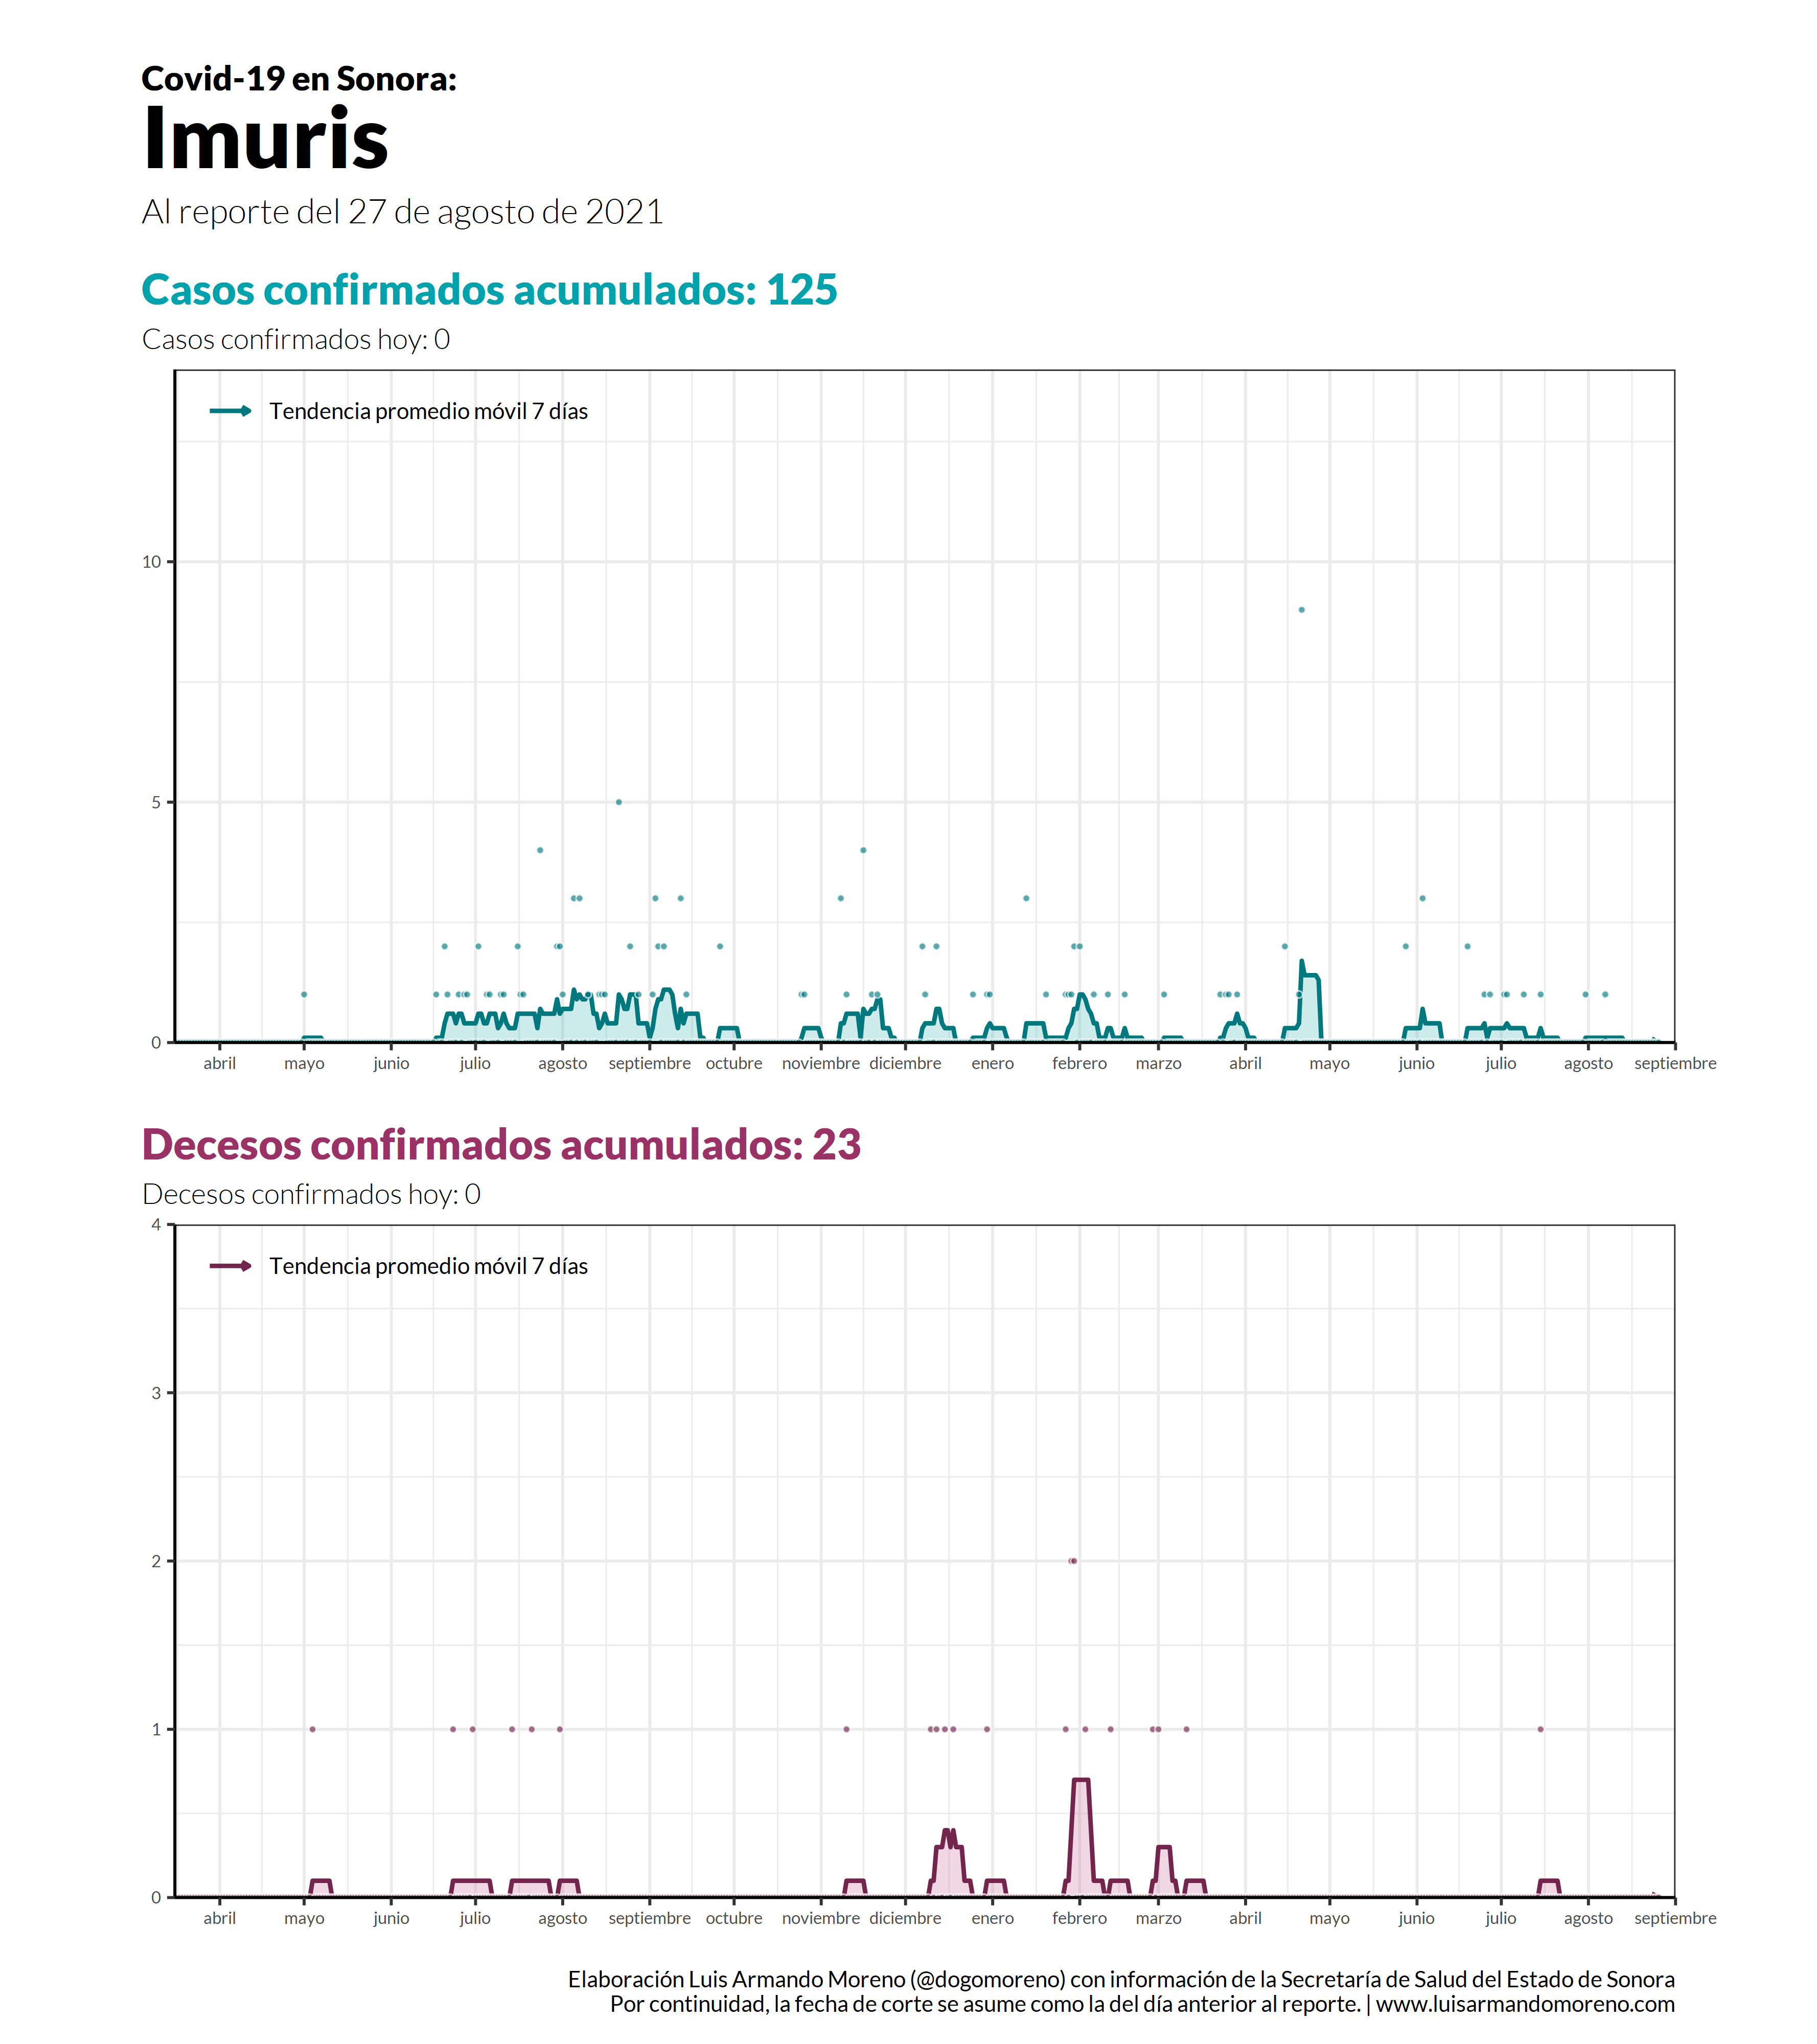 Covid-19 en Sonora:
Imuris
Al reporte del 27 de agosto de 2021
Casos confirmados acumulados: 125
Casos confirmados hoy: 0
Tendencia promedio móvil 7 días
10
5
0
abril mayo junio julio agosto septiembre octubre noviembre diciembre enero febrero marzo abril mayo junio julio agosto septiembre
Decesos confirmados acumulados: 23
Decesos confirmados hoy: 0
4
Tendencia promedio móvil 7 días
3
2
1
0
abril mayo junio julio agosto septiembre octubre noviembre diciembre enero febrero marzo abril mayo junio julio agosto septiembre
Elaboración Luis Armando Moreno (@dogomoreno) con información de la Secretaría de Salud del Estado de Sonora
Por continuidad, la fecha de corte se asume como la del día anterior al reporte. | www.luisarmandomoreno.com